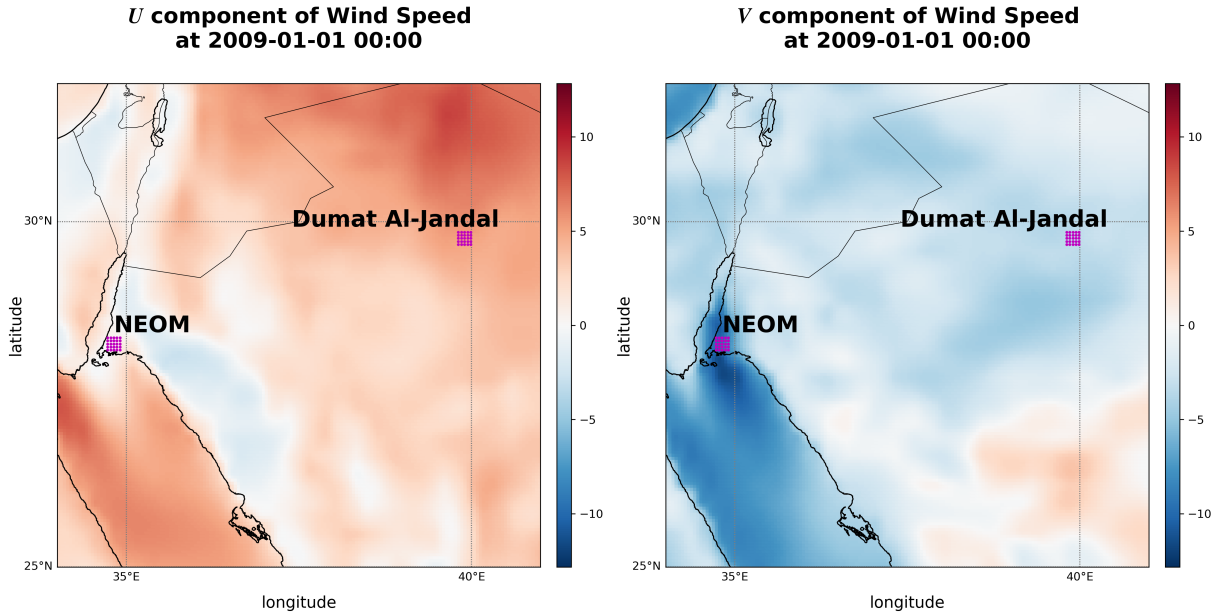 U component of Wind Speed
at 2009-01-01 00:00
30°N
25°N
35°E
40°E
latitude
longitude
Dumat Al-Jandal
NEOM
10
5
0
−5
−10
V component of Wind Speed
at 2009-01-01 00:00
30°N
25°N
35°E
40°E
latitude
longitude
Dumat Al-Jandal
NEOM
10
5
0
−5
−10